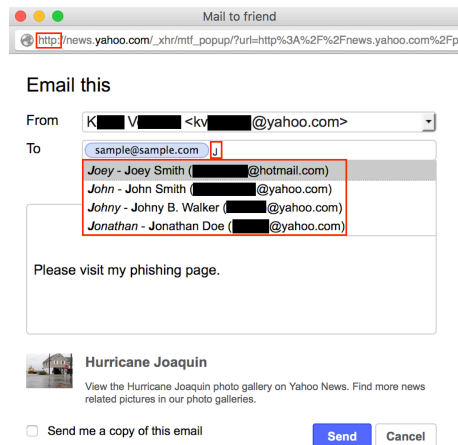 Mail to friend
http://news.yahoo.com/_xhr/mtf_popup/?url=http%3A%2F%2Fnews.yahoo.com%2Fp
Email this
From K V <kv @yahoo.com>
To sample@sample.com J
Joey - Joey Smith ( @hotmail.com)
John - John Smith ( @yahoo.com)
Johny - Johny B. Walker ( @yahoo.com)
Jonathan - Jonathan Doe ( @yahoo.com)
Please visit my phishing page.
Hurricane Joaquin
View the Hurricane Joaquin photo gallery on Yahoo News. Find more news
related pictures in our photo galleries.
Send me a copy of this email
Send Cancel